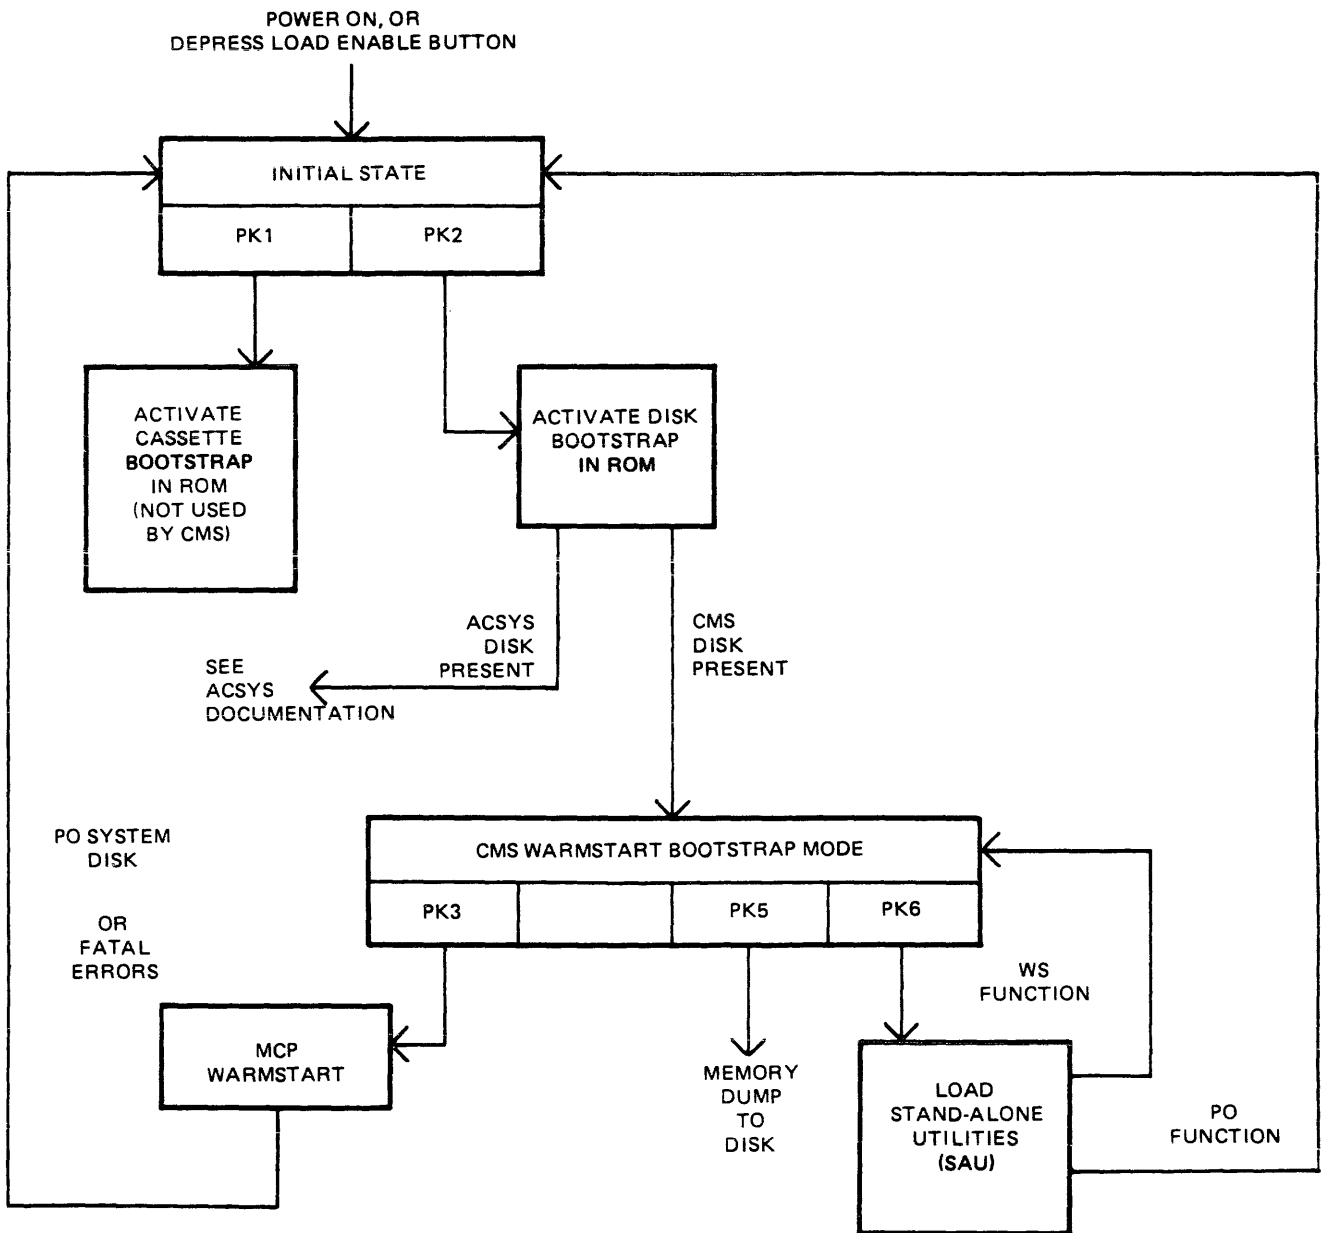 POWER ON, OR
DEPRESS LOAD ENABLE BUTTON
INITIAL STATE
PK1
PK2
ACTIVATE
CASSETTE
BOOTSTRAP
IN ROM
(NOT USED
BY CMS)
ACTIVATE DISK
BOOTSTRAP
IN ROM
ACSYS
DISK
PRESENT
CMS
DISK
PRESENT
SEE
ACSYS
DOCUMENTATION
PO SYSTEM
DISK
OR
FATAL
ERRORS
CMS WARMSTART BOOTSTRAP MODE
PK3
PK5
PK6
WS
FUNCTION
MCP
WARMSTART
MEMORY
DUMP
TO
DISK
LOAD
STAND-ALONE
UTILITIES
(SAU)
PO
FUNCTION